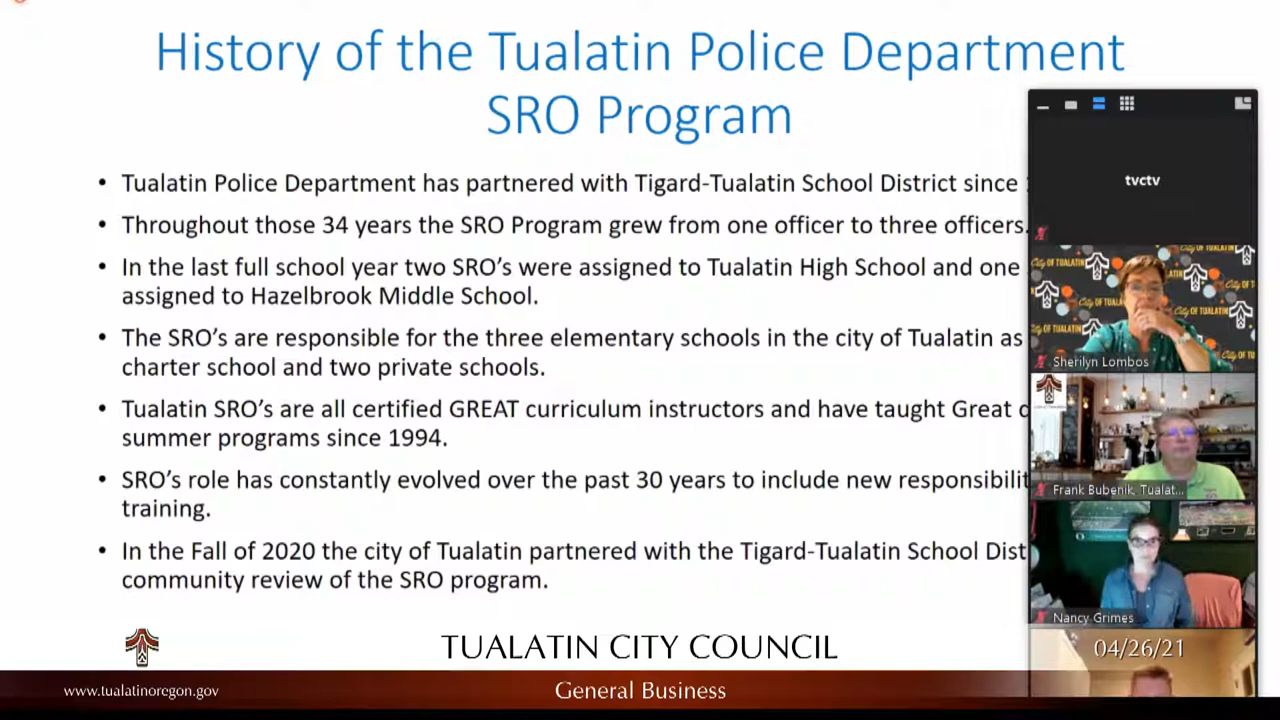 History of the Tualatin Police Department
SRO Program
• Tualatin Police Department has partnered with Tigard-Tualatin School District since
• Throughout those 34 years the SRO Program grew from one officer to three officers.
• In the last full school year two SRO's were assigned to Tualatin High School and one
assigned to Hazelbrook Middle School.
• The SRO's are responsible for the three elementary schools in the city of Tualatin as
charter school and two private schools.
• Tualatin SRO's are all certified GREAT curriculum instructors and have taught Great
summer programs since 1994.
• SRO's role has constantly evolved over the past 30 years to include new responsibilit
training.
• In the Fall of 2020 the city of Tualatin partnered with the Tigard-Tualatin School Dist
community review of the SRO program.
tvctv
City OF TUALATIN
Sherilyn Lombos
Frank Bubenik, Tualat...
Nancy Grimes
04/26/21
TUALATIN CITY COUNCIL
www.tualatinoregon.gov
General Business